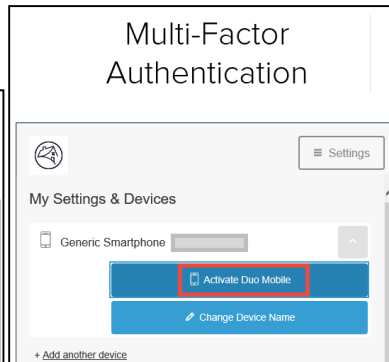 Multi-Factor
Authentication
Settings
My Settings & Devices
Generic Smartphone
Activate Duo Mobile
Change Device Name
+ Add another device